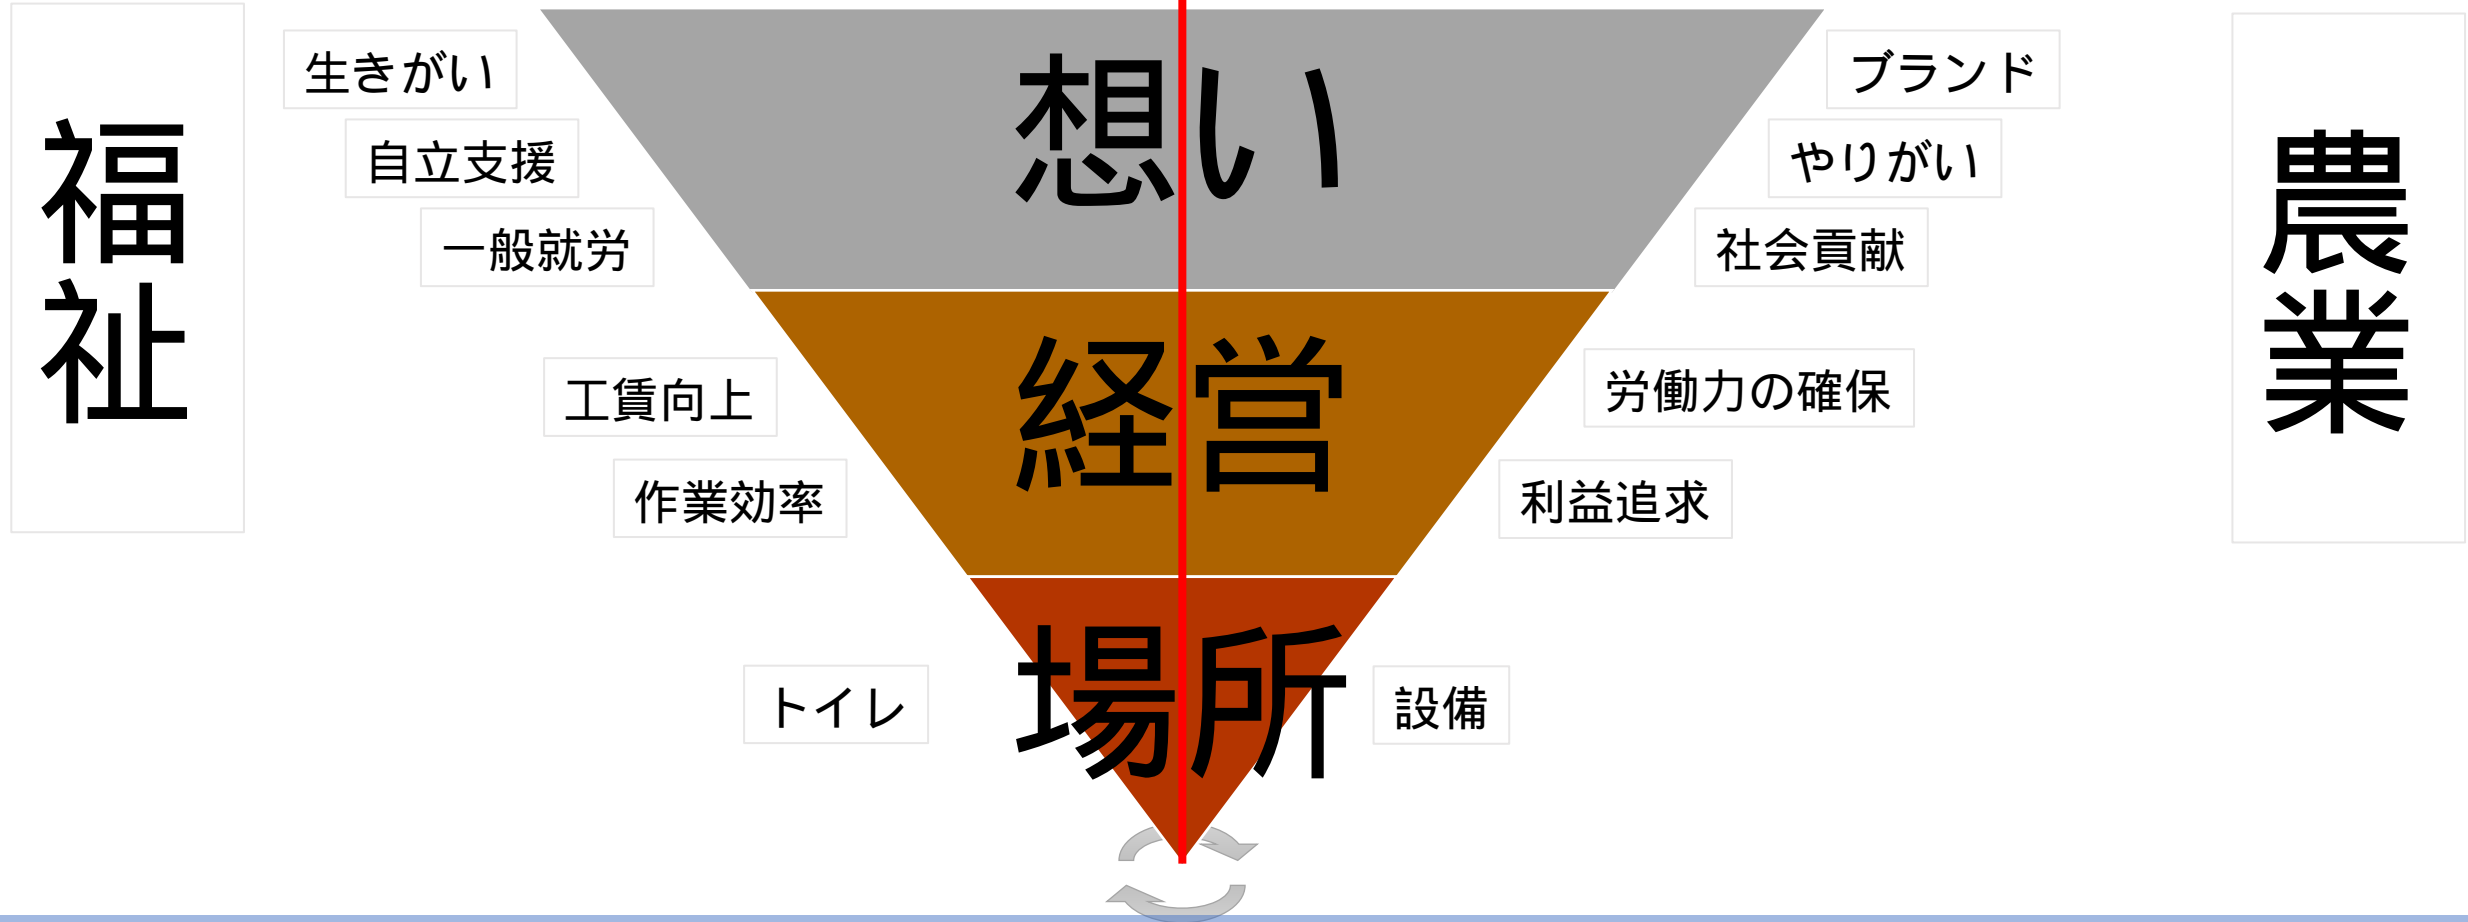 福祉
生きがい
自立支援
一般就労
工賃向上
作業効率
トイレ
想い
経営
場所
ブランド
やりがい
社会貢献
労働力の確保
利益追求
設備
農業